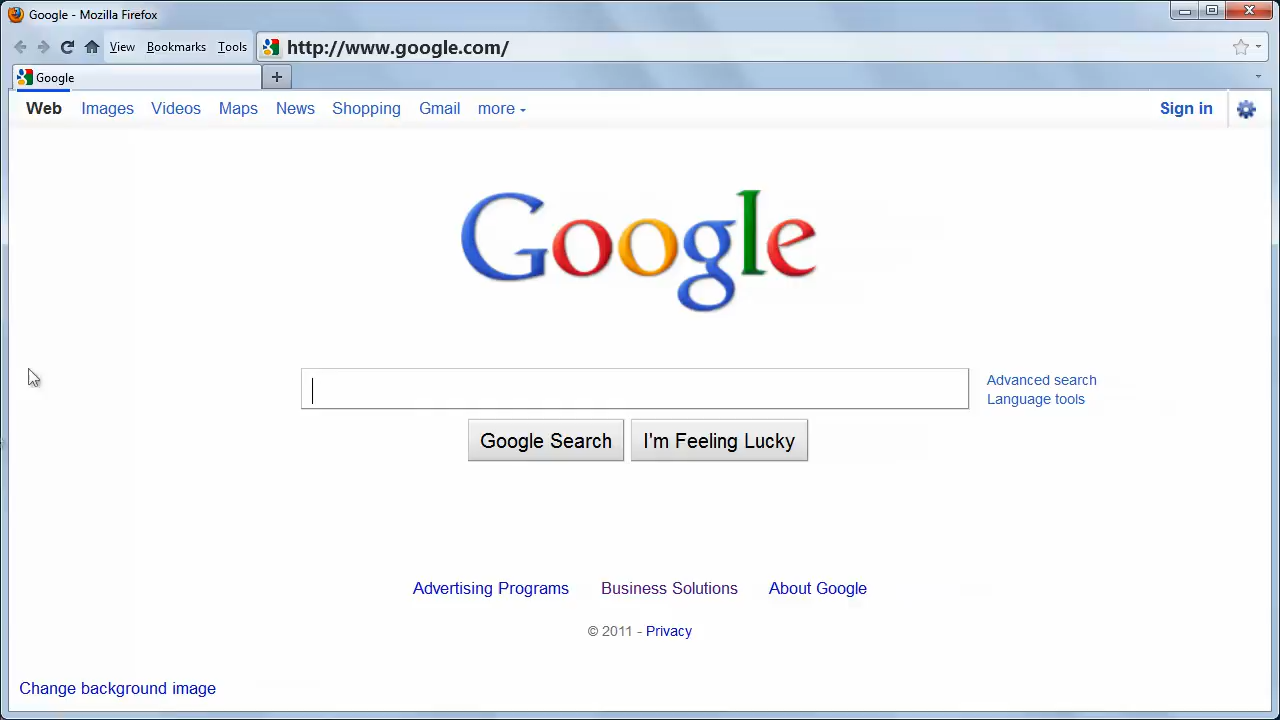 Google - Mozilla Firefox
View Bookmarks Tools http://www.google.com/
Google
Web Images Videos Maps News Shopping Gmail more Sign in
Google
Advanced search
Language tools
Google Search I'm Feeling Lucky
Advertising Programs Business Solutions About Google
© 2011 - Privacy
Change background image